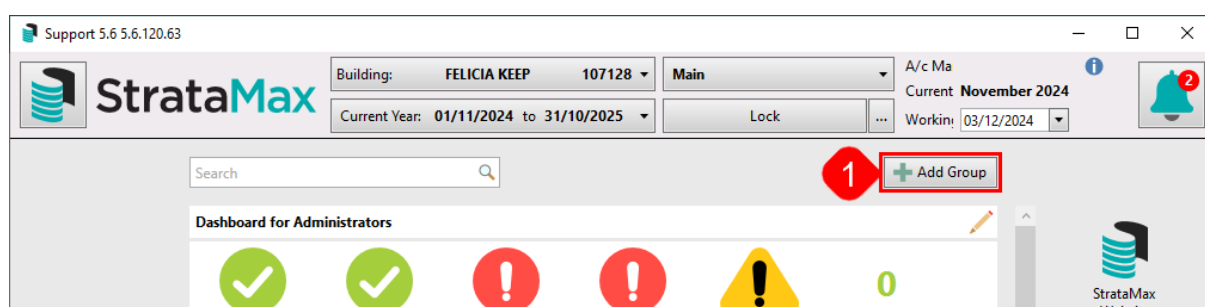 Support 5.6 5.6.120.63
StrataMax
Building: FELICIA KEEP 107128
Main
A/c Ma
Current November 2024
2
Current Year: 01/11/2024 to 31/10/2025
Lock
...
Working 03/12/2024
Search
1
Add Group
Dashboard for Administrators
0
StrataMax